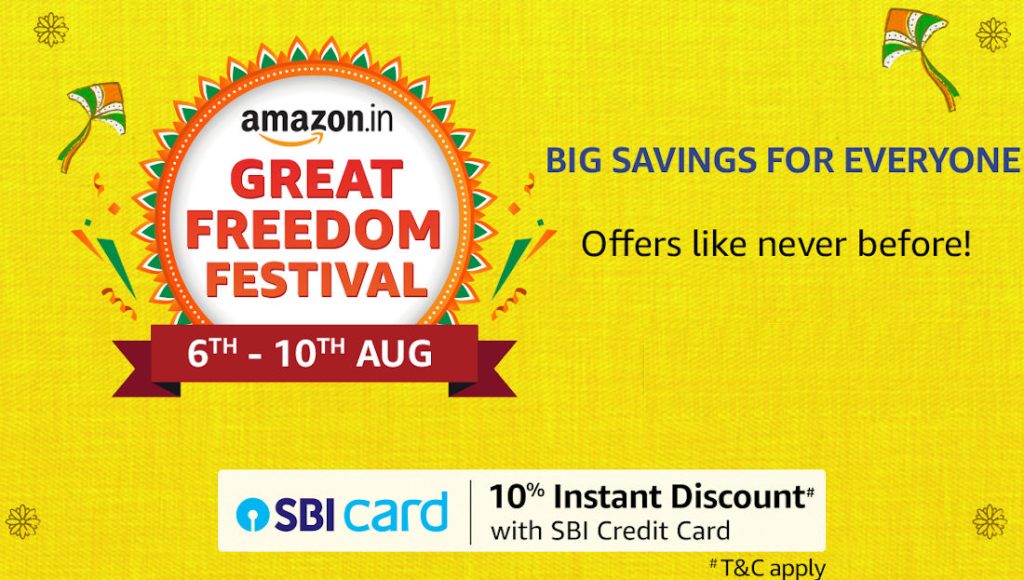 amazon.in
GREAT
FREEDOM
FESTIVAL
6TH - 10TH AUG
BIG SAVINGS FOR EVERYONE
Offers like never before!
SBI card
10% Instant Discount#
with SBI Credit Card
#T&C apply